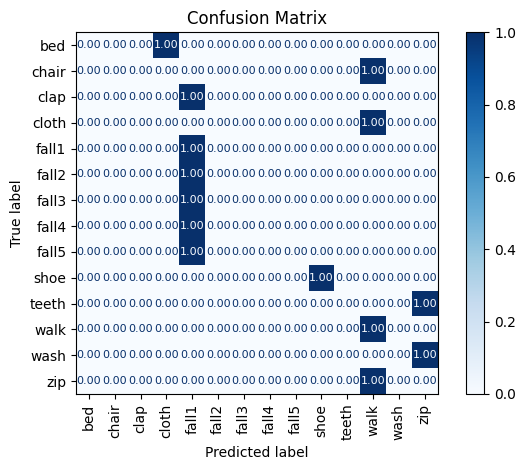 Confusion Matrix
bed 0.00 0.00 0.00 1.00 0.00 0.00 0.00 0.00 0.00 0.00 0.00 0.00 0.00 0.00
chair 0.00 0.00 0.00 0.00 0.00 0.00 0.00 0.00 0.00 0.00 0.00 1.00 0.00 0.00
clap 0.00 0.00 0.00 0.00 1.00 0.00 0.00 0.00 0.00 0.00 0.00 0.00 0.00 0.00
cloth 0.00 0.00 0.00 0.00 0.00 0.00 0.00 0.00 0.00 0.00 0.00 1.00 0.00 0.00
fall1 0.00 0.00 0.00 0.00 1.00 0.00 0.00 0.00 0.00 0.00 0.00 0.00 0.00 0.00
fall2 0.00 0.00 0.00 0.00 1.00 0.00 0.00 0.00 0.00 0.00 0.00 0.00 0.00 0.00
fall3 0.00 0.00 0.00 0.00 1.00 0.00 0.00 0.00 0.00 0.00 0.00 0.00 0.00 0.00
fall4 0.00 0.00 0.00 0.00 1.00 0.00 0.00 0.00 0.00 0.00 0.00 0.00 0.00 0.00
fall5 0.00 0.00 0.00 0.00 1.00 0.00 0.00 0.00 0.00 0.00 0.00 0.00 0.00 0.00
shoe 0.00 0.00 0.00 0.00 0.00 0.00 0.00 0.00 0.00 1.00 0.00 0.00 0.00 0.00
teeth 0.00 0.00 0.00 0.00 0.00 0.00 0.00 0.00 0.00 0.00 0.00 0.00 0.00 1.00
walk 0.00 0.00 0.00 0.00 0.00 0.00 0.00 0.00 0.00 0.00 0.00 1.00 0.00 0.00
wash 0.00 0.00 0.00 0.00 0.00 0.00 0.00 0.00 0.00 0.00 0.00 0.00 0.00 1.00
zip 0.00 0.00 0.00 0.00 0.00 0.00 0.00 0.00 0.00 0.00 0.00 1.00 0.00 0.00
True label
bed chair clap cloth fall1 fall2 fall3 fall4 fall5 shoe teeth walk wash zip
Predicted label
1.0
0.8
0.6
0.4
0.2
0.0